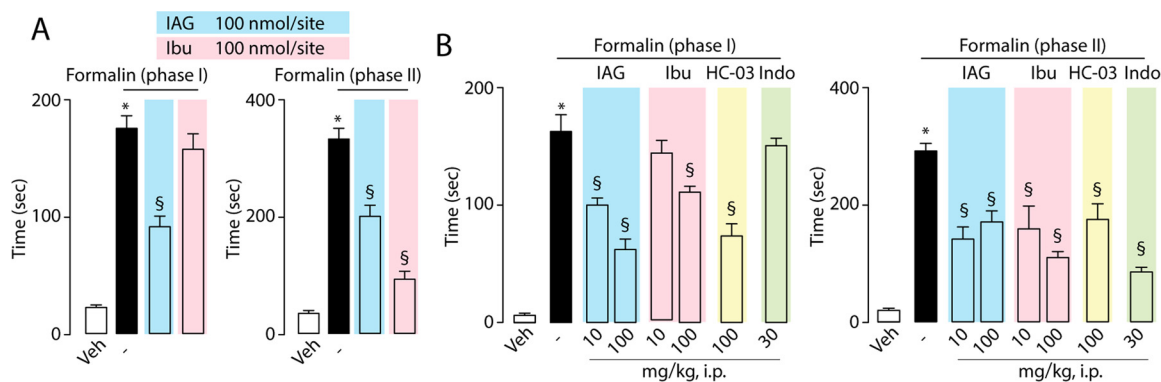 A
IAG 100 nmol/site
Ibu 100 nmol/site
Formalin (phase I)
200
100
0
Time (sec)
*
§
Veh
-
Formalin (phase II)
400
200
0
Time (sec)
*
§
§
Veh
-
B
Formalin (phase I)
IAG Ibu HC-03 Indo
200
100
0
Time (sec)
*
§
§
§
§
Veh
-
10
100
10
100
100
30
mg/kg, i.p.
Formalin (phase II)
IAG Ibu HC-03 Indo
400
200
0
Time (sec)
*
§
§
§
§
§
§
Veh
-
10
100
10
100
100
30
mg/kg, i.p.